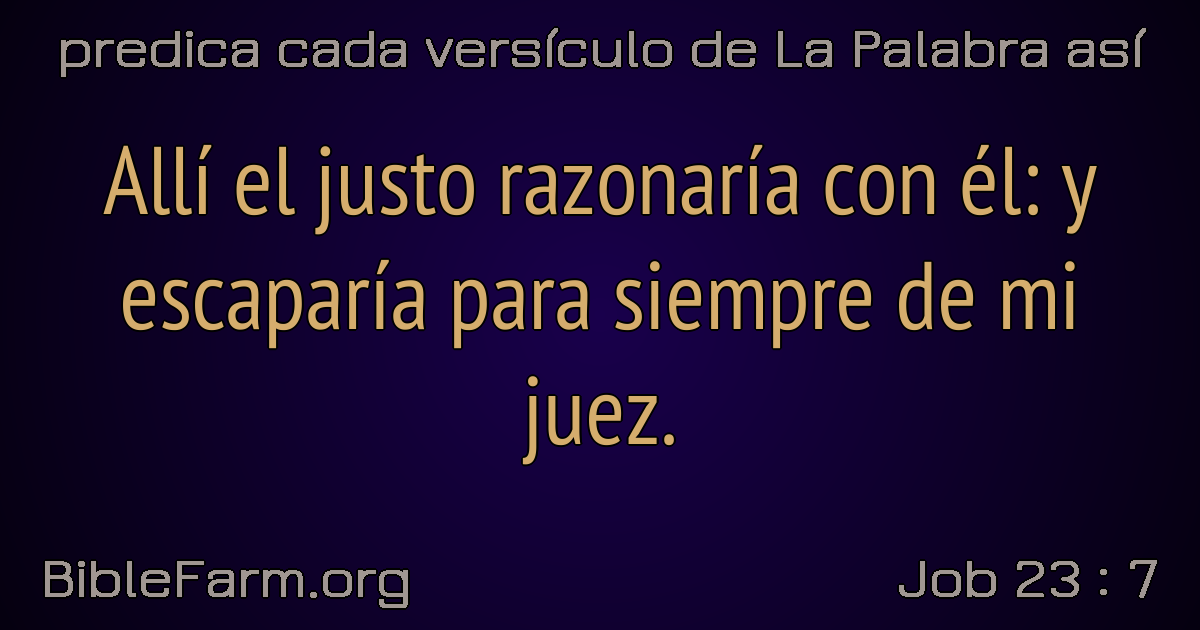 predica cada versículo de La Palabra así
Allí el justo razonaría con él: y
escaparía para siempre de mi
juez.
BibleFarm.org
Job 23 : 7